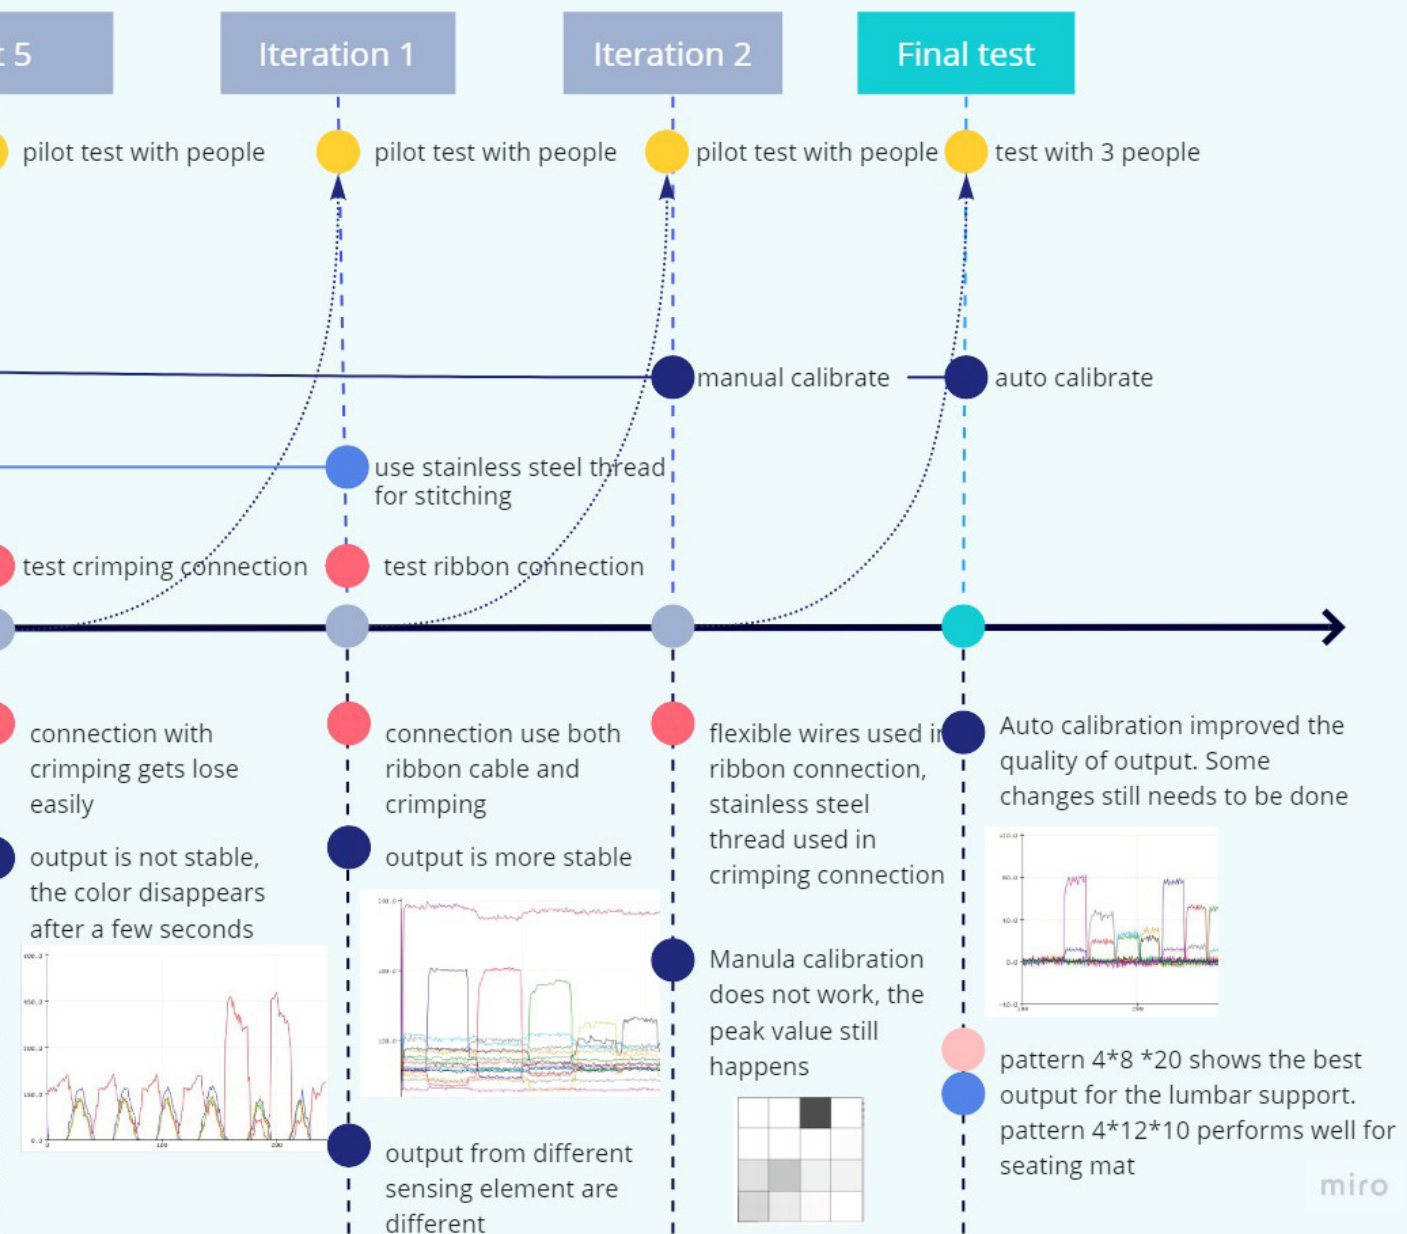 t 5
Iteration 1
Iteration 2
Final test
pilot test with people
pilot test with people
pilot test with people
test with 3 people
manual calibrate
auto calibrate
use stainless steel thread
for stitching
test crimping connection
test ribbon connection
connection with
crimping gets lose
easily
output is not stable,
the color disappears
after a few seconds
connection use both
ribbon cable and
crimping
output is more stable
output from different
sensing element are
different
flexible wires used in
ribbon connection,
stainless steel
thread used in
crimping connection
Manula calibration
does not work, the
peak value still
happens
Auto calibration improved the
quality of output. Some
changes still needs to be done
pattern 4*8 *20 shows the best
output for the lumbar support.
pattern 4*12*10 performs well for
seating mat
miro